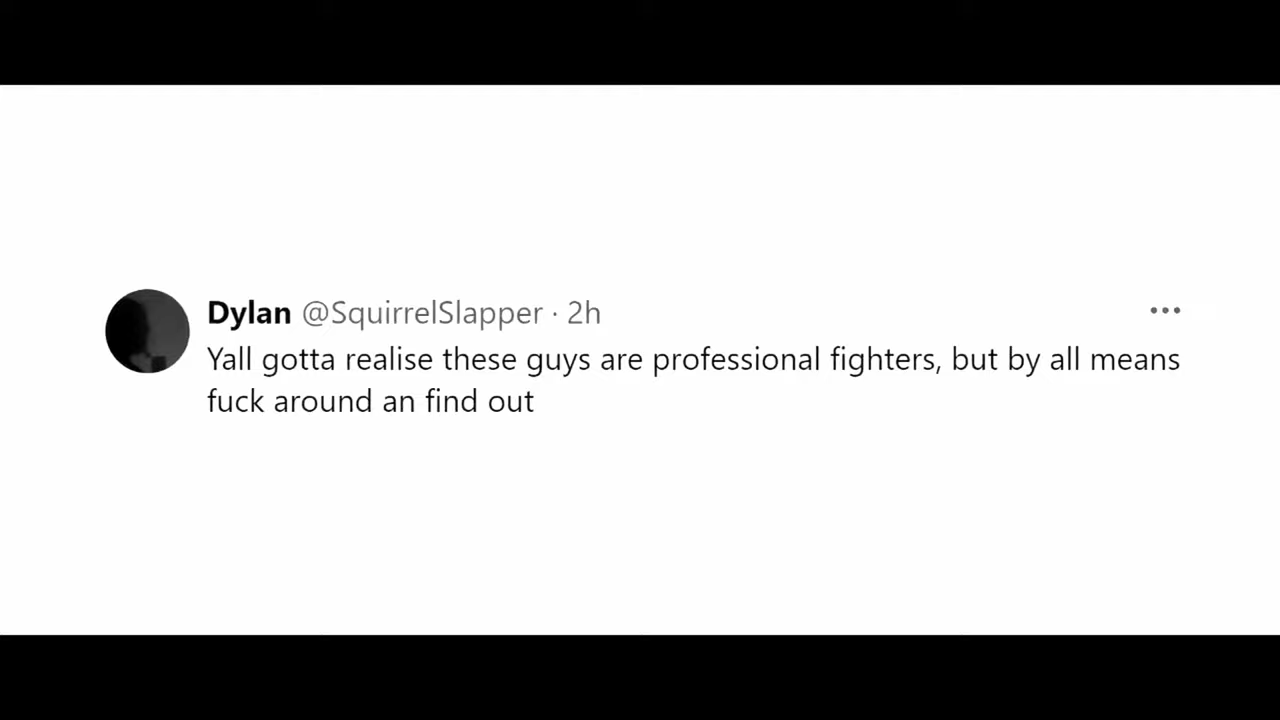 Dylan @SquirrelSlapper · 2h
Yall gotta realise these guys are professional fighters, but by all means
fuck around an find out